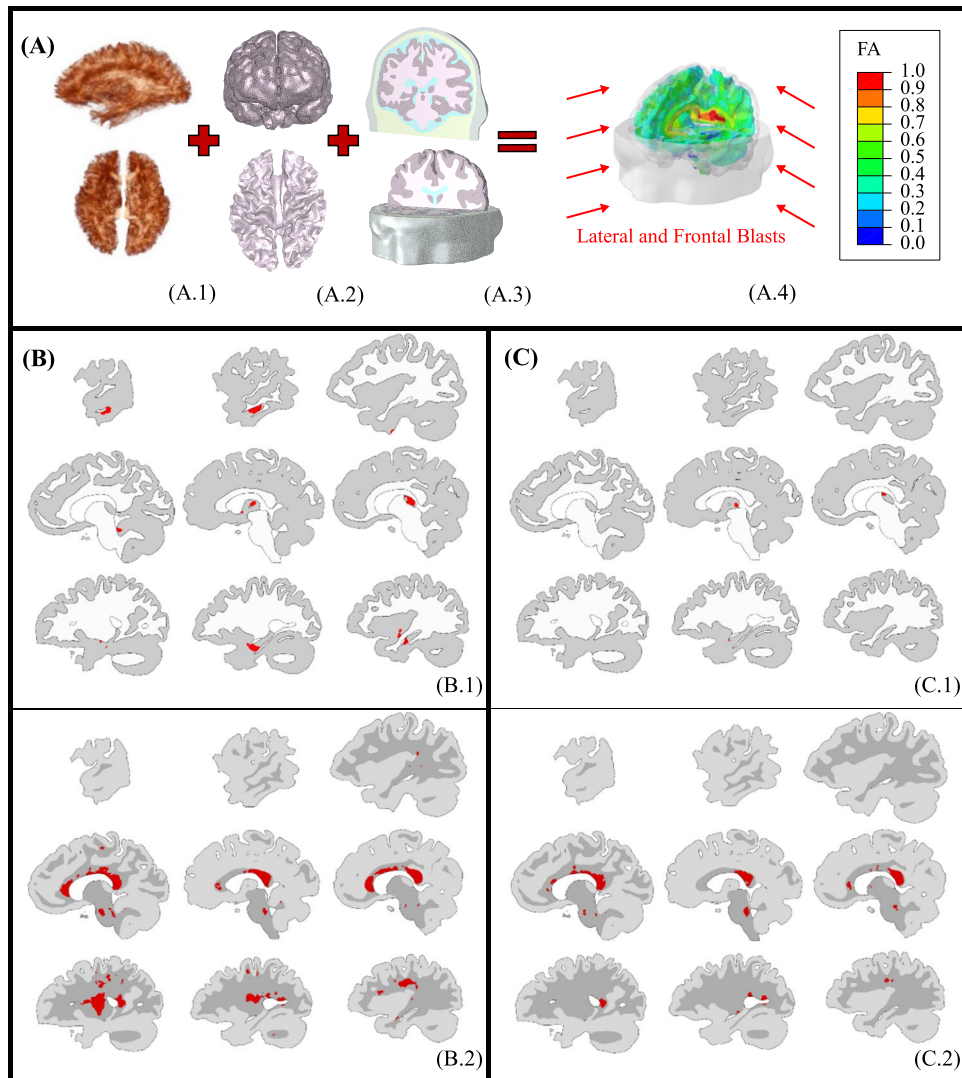 (A)
FA
1.0
0.9
0.8
0.7
0.6
0.5
0.4
0.3
0.2
0.1
0.0
Lateral and Frontal Blasts
(A.1)
(A.2)
(A.3)
(A.4)
(B)
(C)
(B.1)
(C.1)
(B.2)
(C.2)